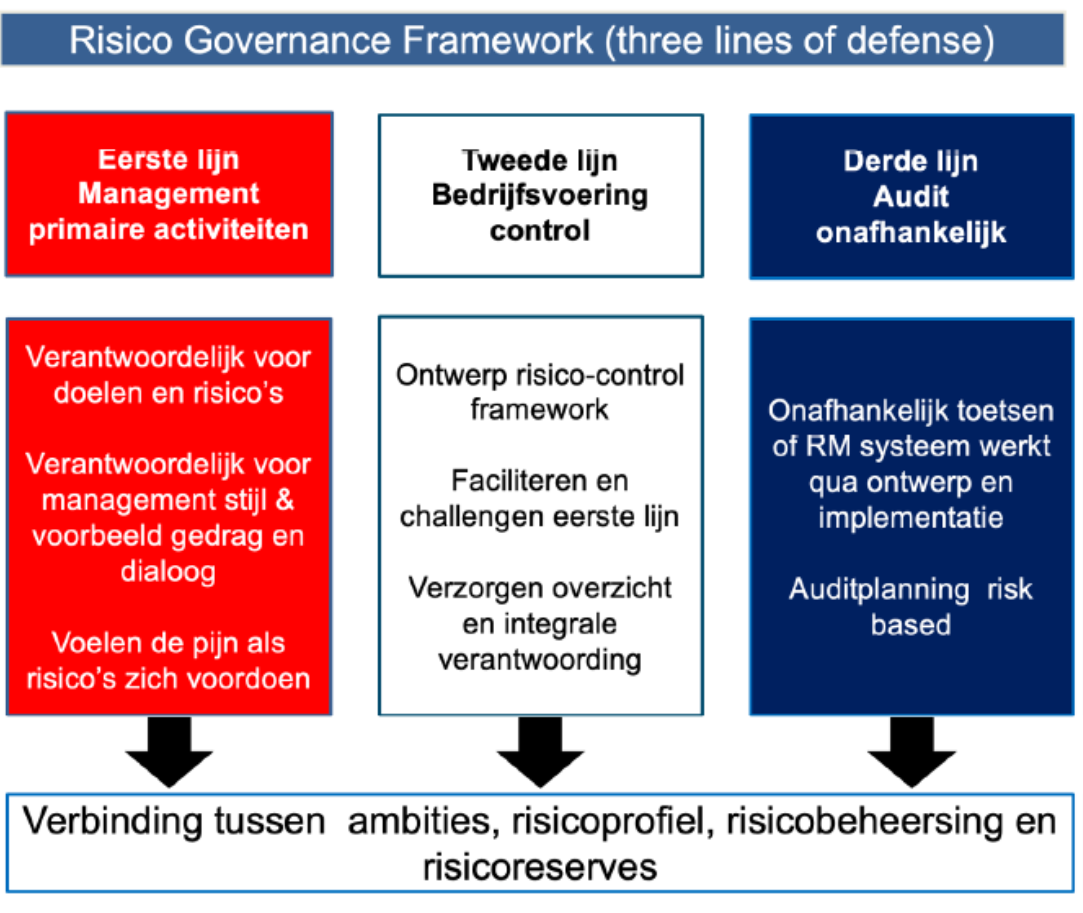 Risico Governance Framework (three lines of defense)
Eerste lijn
Management
primaire activiteiten
Verantwoordelijk voor
doelen en risico's
Verantwoordelijk voor
management stijl &
voorbeeld gedrag en
dialoog
Voelen de pijn als
risico's zich voordoen
Tweede lijn
Bedrijfsvoering
control
Ontwerp risico-control
framework
Faciliteren en
challengen eerste lijn
Verzorgen overzicht
en integrale
verantwoording
Derde lijn
Audit
onafhankelijk
Onafhankelijk toetsen
of RM systeem werkt
qua ontwerp en
implementatie
Auditplanning risk
based
Verbinding tussen ambities, risicoprofiel, risicobeheersing en
risicoreserves